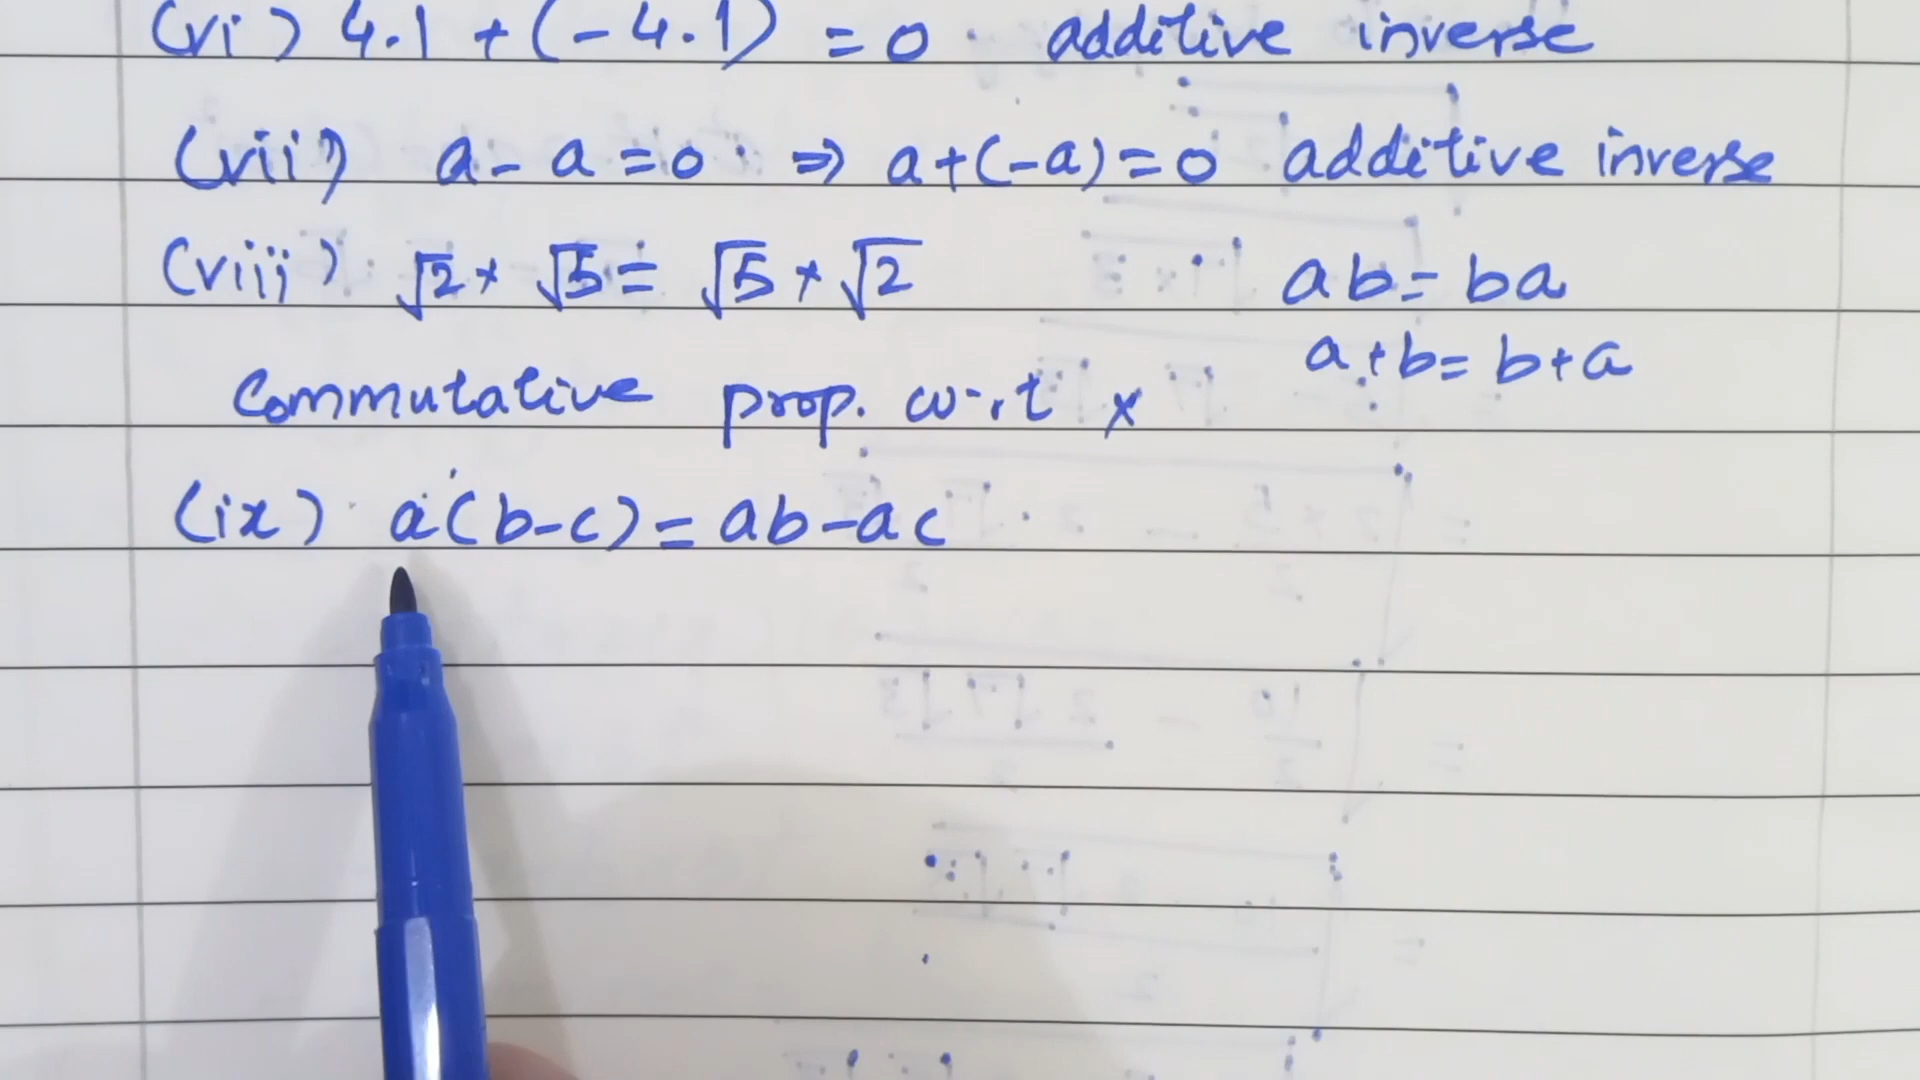 (vi) 4.1 + (-4.1) = 0 additive inverse
(vii) a - a = 0 ⇒ a+(-a)=0 additive inverse
(viii) √2 × √5 = √5 × √2 ab = ba
a+b = b+a
Commutative prop. w.r.t ×
(ix) a(b-c) = ab-ac